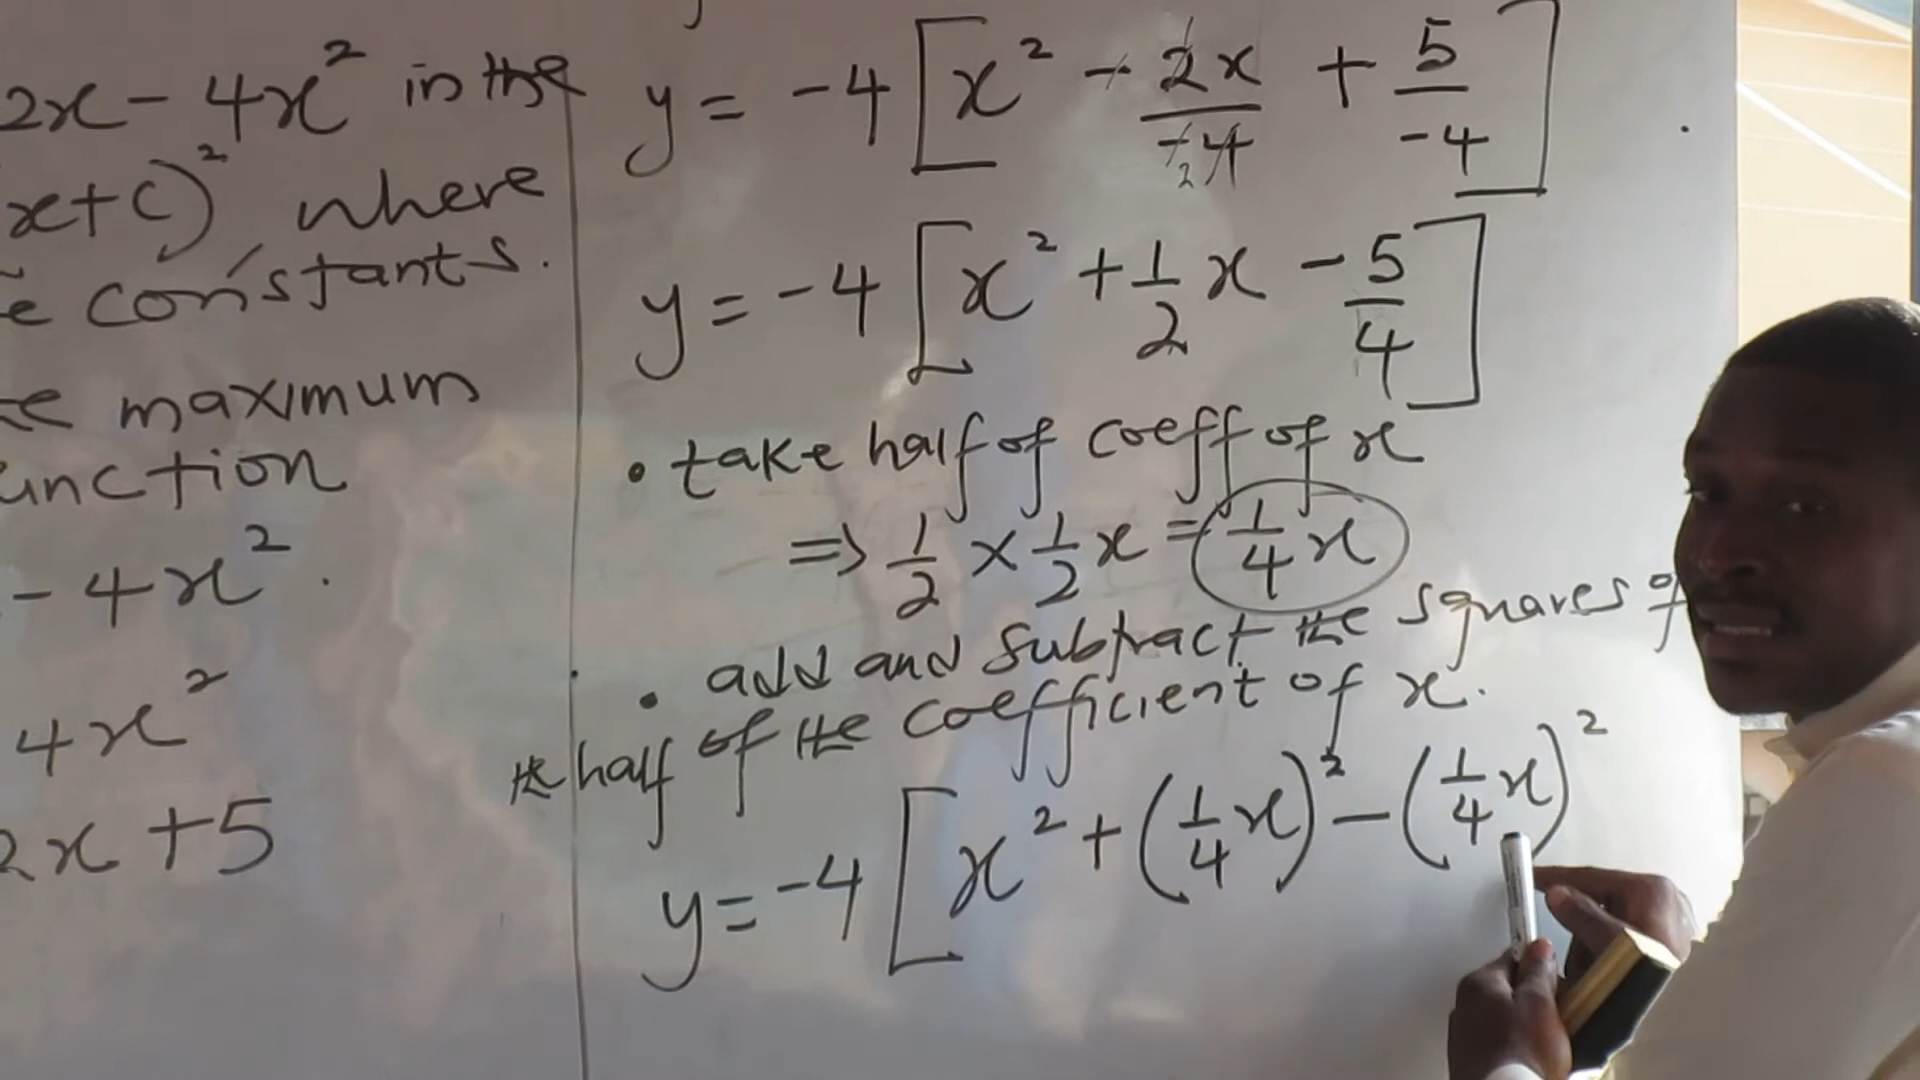 2x - 4x² in the
x+c)² where
e constants.
e maximum
unction
- 4x².
4x²
2x + 5
y = -4[x² - 2x/-4 + 5/-4]
y = -4[x² + 1/2 x - 5/4]
• take half of coeff of x
=> 1/2 × 1/2 x = 1/4 x
• add and subtract the squares of
the half of the coefficient of x.
y = -4[x² + (1/4 x)² - (1/4 x)²